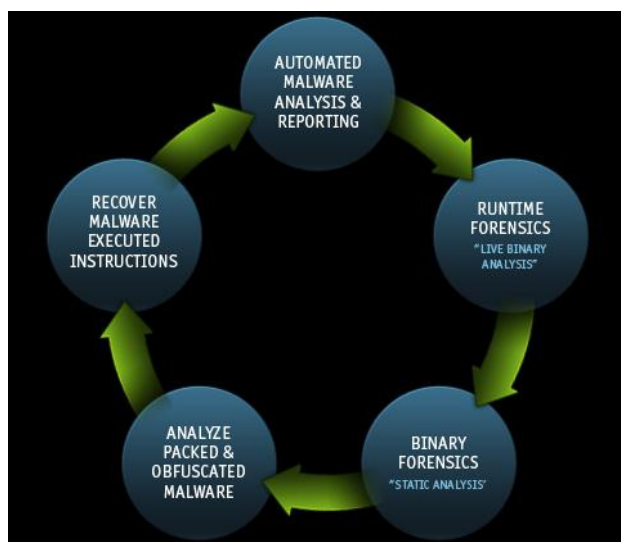 AUTOMATED
MALWARE
ANALYSIS &
REPORTING
RUNTIME
FORENSICS
"LIVE BINARY
ANALYSIS"
BINARY
FORENSICS
"STATIC ANALYSIS'
ANALYZE
PACKED &
OBFUSCATED
MALWARE
RECOVER
MALWARE
EXECUTED
INSTRUCTIONS